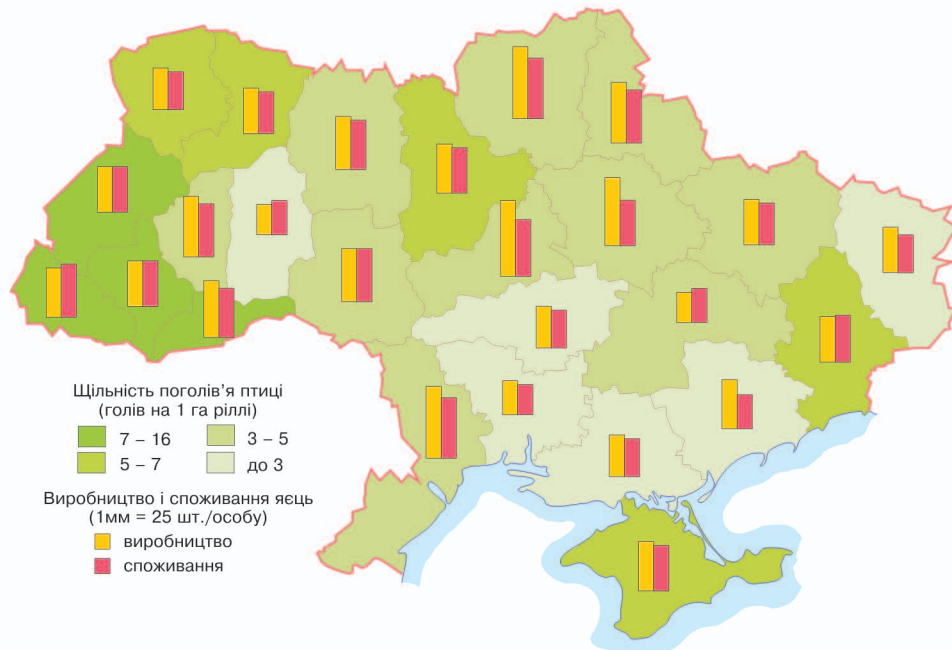 Щільність поголів'я птиці
(голів на 1 га ріллі)
7 – 16
3 – 5
5 – 7
до 3
Виробництво і споживання яєць
(1мм = 25 шт./особу)
виробництво
споживання